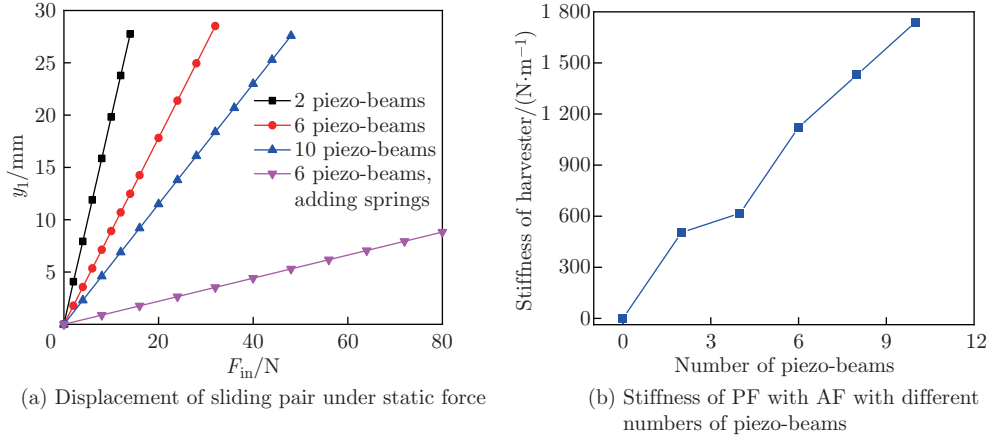 30
25
20
15
10
5
0
20
40
60
80
y₁/mm
F_in/N
2 piezo-beams
6 piezo-beams
10 piezo-beams
6 piezo-beams,
adding springs
(a) Displacement of sliding pair under static force
1 800
1 500
1 200
900
600
300
0
0
3
6
9
12
Stiffness of harvester/(N·m⁻¹)
Number of piezo-beams
(b) Stiffness of PF with AF with different
numbers of piezo-beams